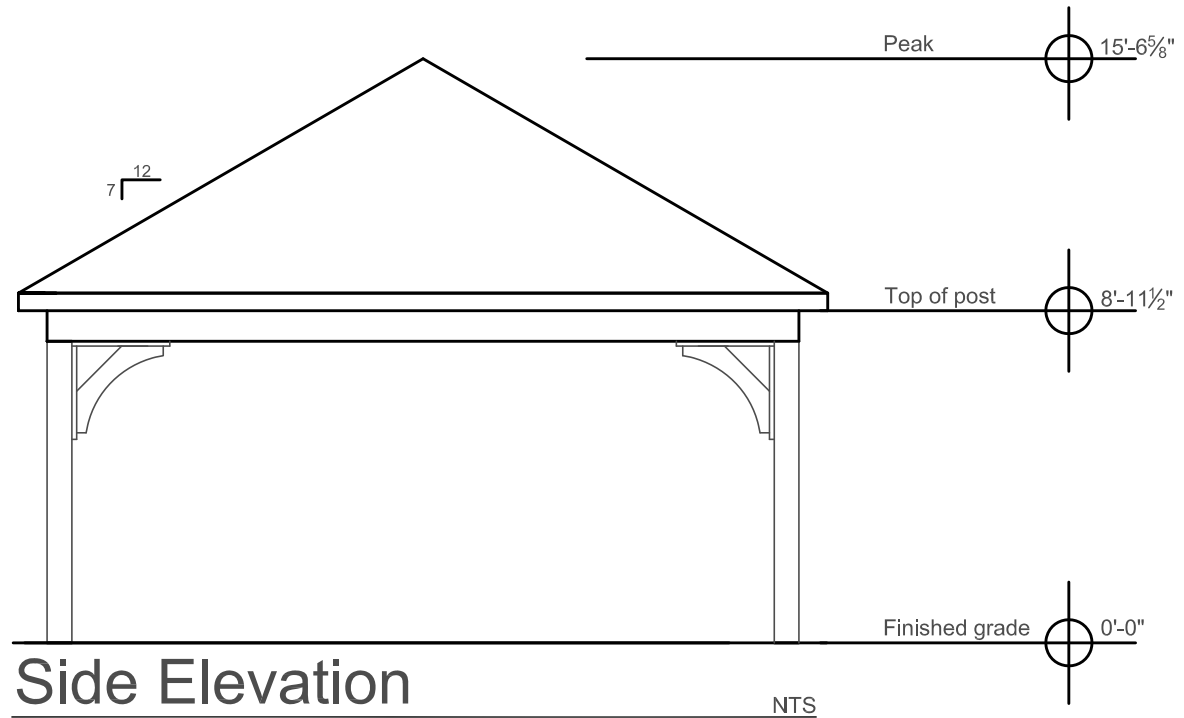 Peak 15'-6⅝"
12
7
Top of post 8'-11½"
Finished grade 0'-0"
Side Elevation
NTS